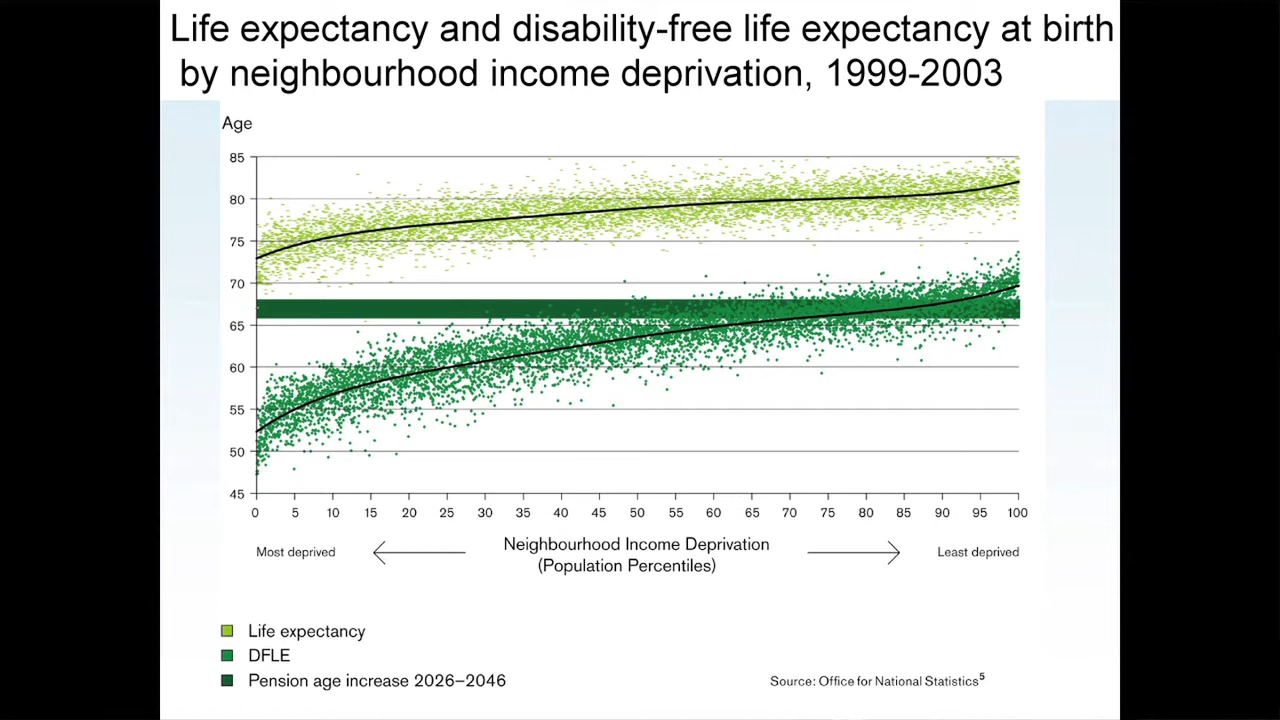 Life expectancy and disability-free life expectancy at birth
by neighbourhood income deprivation, 1999-2003
Age
85
80
75
70
65
60
55
50
45
0 5 10 15 20 25 30 35 40 45 50 55 60 65 70 75 80 85 90 95 100
Most deprived
Neighbourhood Income Deprivation
(Population Percentiles)
Least deprived
Life expectancy
DFLE
Pension age increase 2026–2046
Source: Office for National Statistics⁵